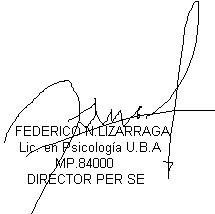 FEDERICO N.LIZARRAGA
Lic. en Psicología U.B.A
MP.84000
DIRECTOR PER SE